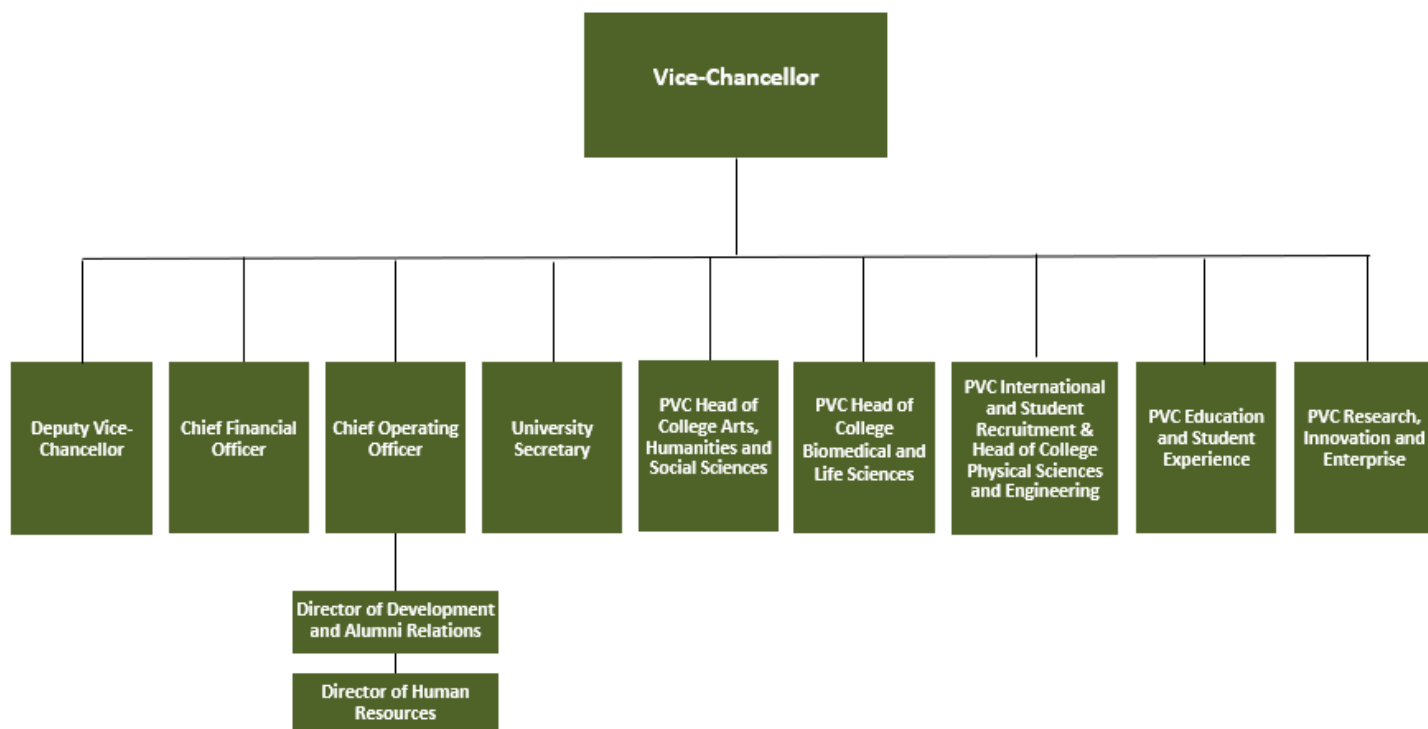 Vice-Chancellor
Deputy Vice-
Chancellor
Chief Financial
Officer
Chief Operating
Officer
University
Secretary
PVC Head of
College Arts,
Humanities and
Social Sciences
PVC Head of
College
Biomedical and
Life Sciences
PVC International
and Student
Recruitment &
Head of College
Physical Sciences
and Engineering
PVC Education
and Student
Experience
PVC Research,
Innovation and
Enterprise
Director of Development
and Alumni Relations
Director of Human
Resources